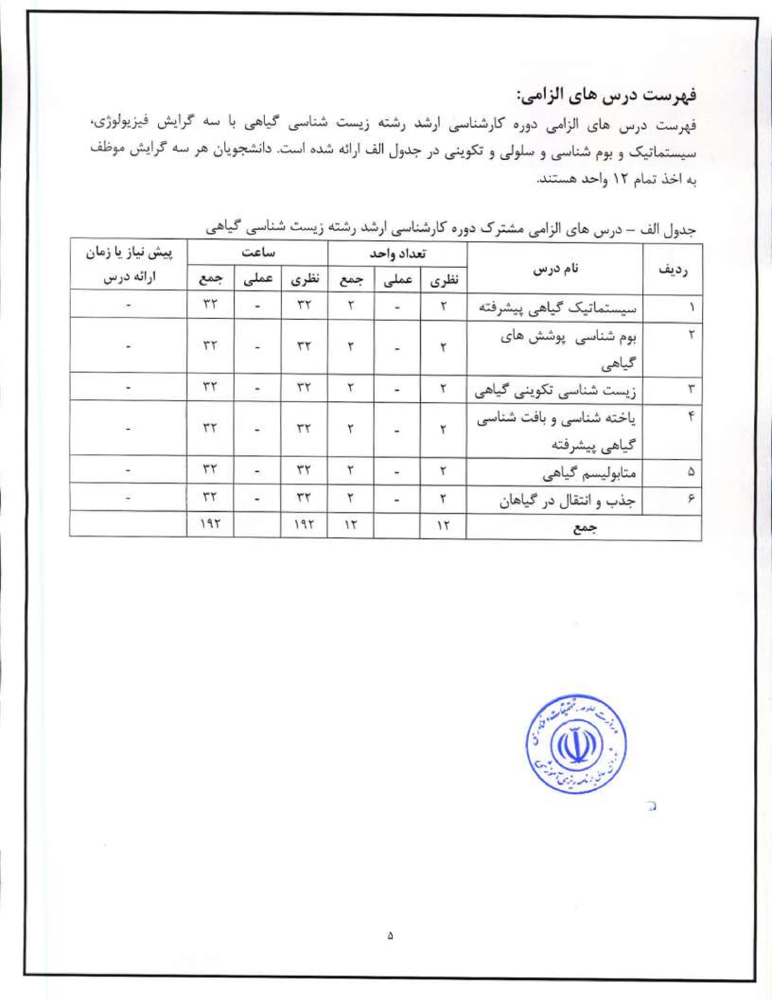 فهرست درس های الزامی:
فهرست درس های الزامی دوره کارشناسی ارشد رشته زیست شناسی گیاهی با سه گرایش فیزیولوژی،
سیستماتیک و بوم شناسی و سلولی و تکوینی در جدول الف ارائه شده است. دانشجویان هر سه گرایش موظف
به اخذ تمام ۱۲ واحد هستند.
جدول الف – درس های الزامی مشترک دوره کارشناسی ارشد رشته زیست شناسی گیاهی
ردیف نام درس تعداد واحد ساعت پیش نیاز یا زمان
ارائه درس
نظری عملی جمع نظری عملی جمع
۱ سیستماتیک گیاهی پیشرفته ۲ - ۲ ۳۲ - ۳۲ -
۲ بوم شناسی پوشش های
گیاهی ۲ - ۲ ۳۲ - ۳۲ -
۳ زیست شناسی تکوینی گیاهی ۲ - ۲ ۳۲ - ۳۲ -
۴ یاخته شناسی و بافت شناسی
گیاهی پیشرفته ۲ - ۲ ۳۲ - ۳۲ -
۵ متابولیسم گیاهی ۲ - ۲ ۳۲ - ۳۲ -
۶ جذب و انتقال در گیاهان ۲ - ۲ ۳۲ - ۳۲ -
جمع ۱۲ ۱۲ ۱۹۲ ۱۹۲
وزارت علوم، تحقیقات و فناوری
عالی برنامه ریزی آموزشی
۵